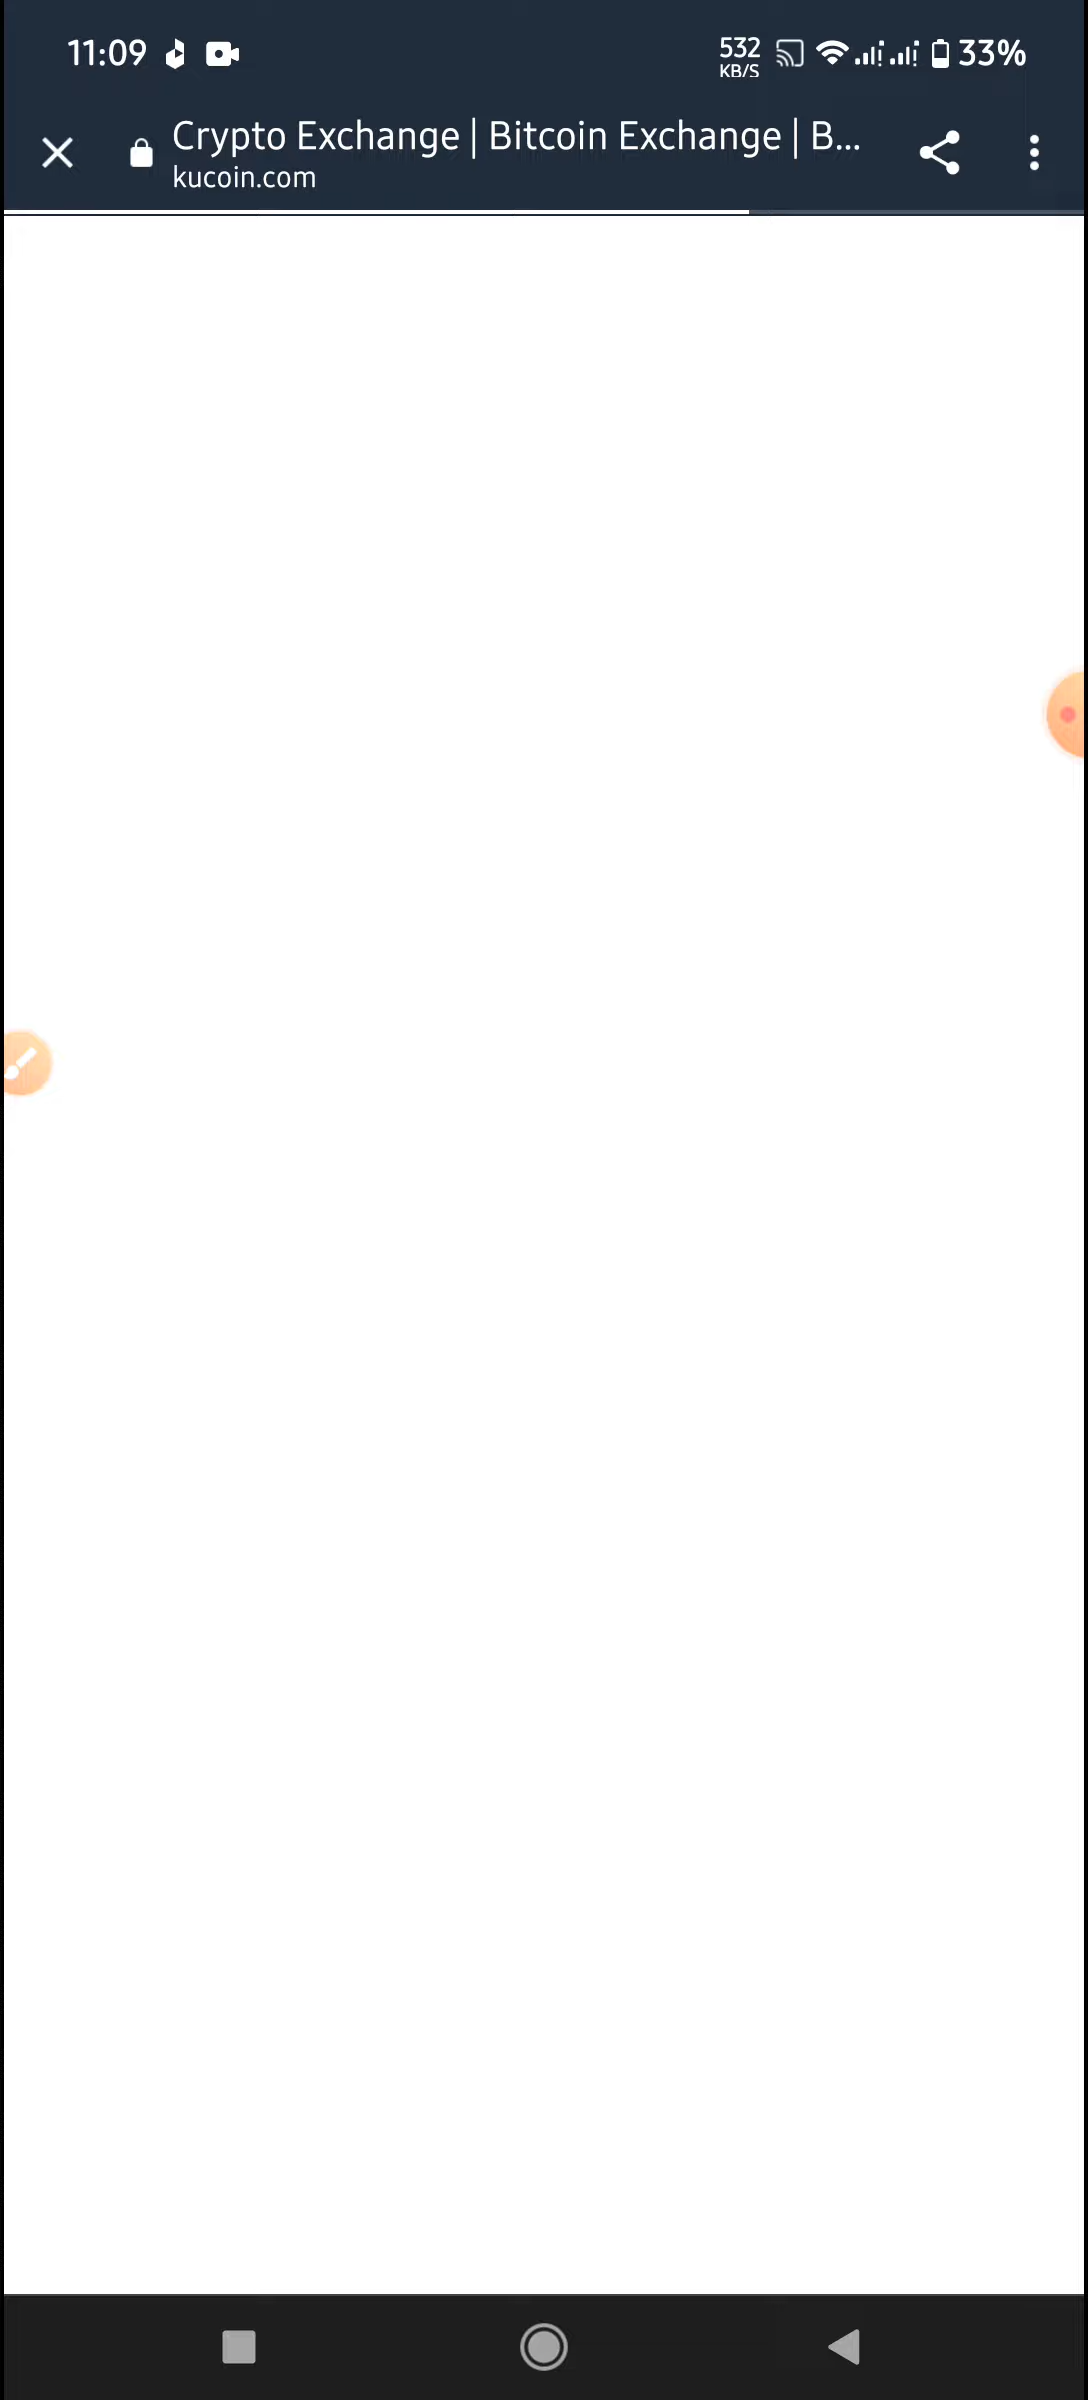 11:09
532
KB/S
33%
Crypto Exchange | Bitcoin Exchange | B...
kucoin.com